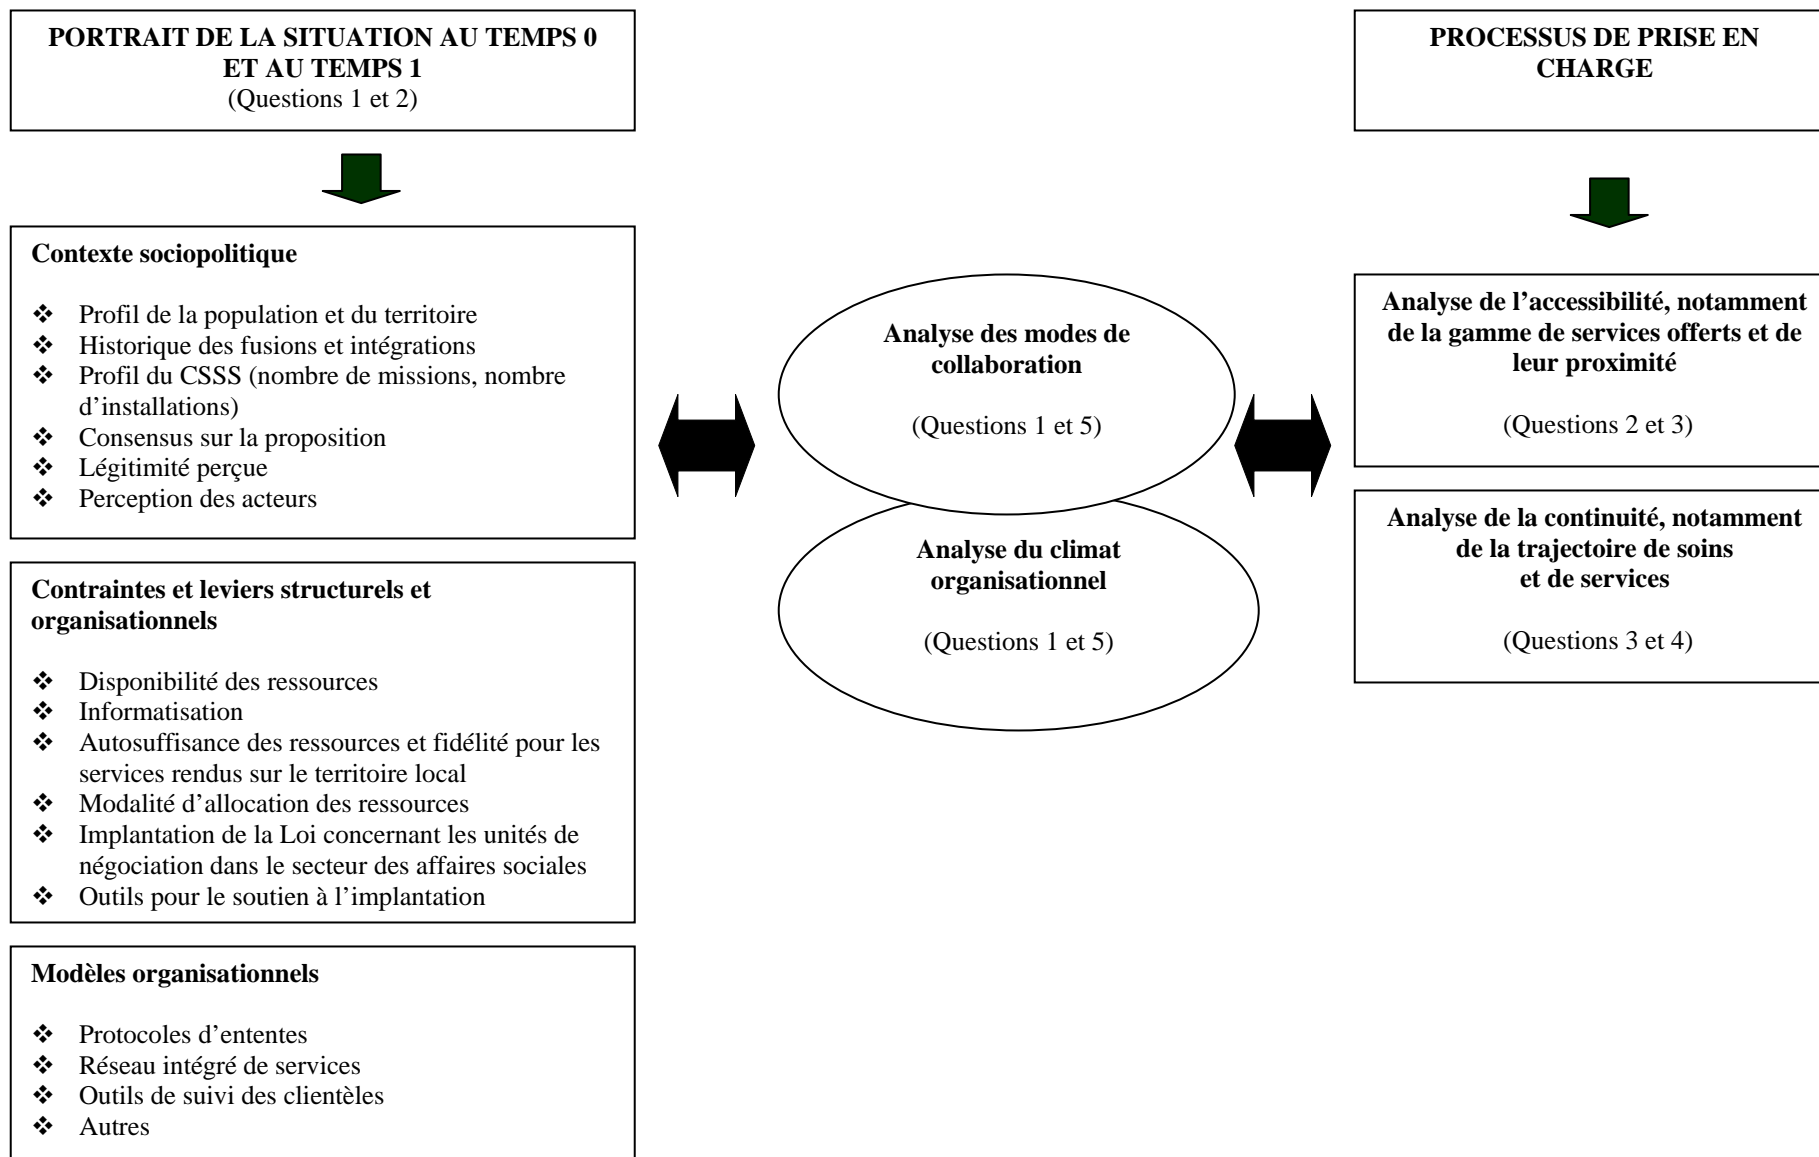 PORTRAIT DE LA SITUATION AU TEMPS 0
ET AU TEMPS 1
(Questions 1 et 2)
Contexte sociopolitique
❖ Profil de la population et du territoire
❖ Historique des fusions et intégrations
❖ Profil du CSSS (nombre de missions, nombre
d’installations)
❖ Consensus sur la proposition
❖ Légitimité perçue
❖ Perception des acteurs
Contraintes et leviers structurels et
organisationnels
❖ Disponibilité des ressources
❖ Informatisation
❖ Autosuffisance des ressources et fidélité pour les
services rendus sur le territoire local
❖ Modalité d’allocation des ressources
❖ Implantation de la Loi concernant les unités de
négociation dans le secteur des affaires sociales
❖ Outils pour le soutien à l’implantation
Modèles organisationnels
❖ Protocoles d’ententes
❖ Réseau intégré de services
❖ Outils de suivi des clientèles
❖ Autres
Analyse des modes de
collaboration
(Questions 1 et 5)
Analyse du climat
organisationnel
(Questions 1 et 5)
PROCESSUS DE PRISE EN
CHARGE
Analyse de l’accessibilité, notamment
de la gamme de services offerts et de
leur proximité
(Questions 2 et 3)
Analyse de la continuité, notamment
de la trajectoire de soins
et de services
(Questions 3 et 4)